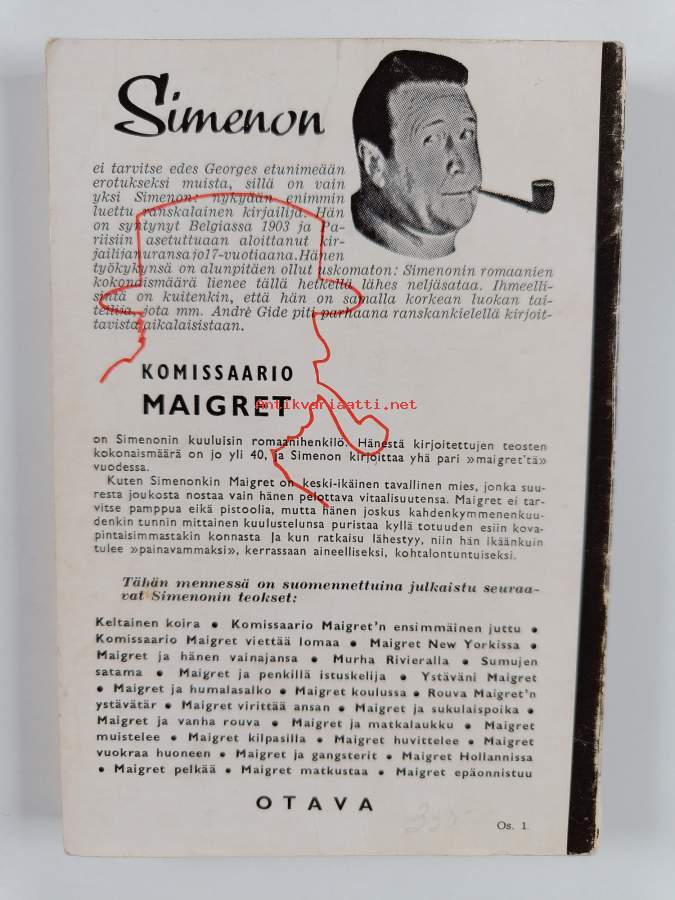 Simenon
ei tarvitse edes Georges etunimeään
erotukseksi muista, sillä on vain
yksi Simenon: nykyään enimmin
luettu ranskalainen kirjailija. Hän
on syntynyt Belgiassa 1903 ja Pa-
riisiin asetuttuaan aloittanut kir-
jailijanuransa jo 17-vuotiaana. Hänen
työkykynsä on alunpitäen ollut uskomaton: Simenonin romaanien
kokonaismäärä lienee tällä hetkellä lähes neljäsataa. Ihmeelli-
sintä on kuitenkin, että hän on samalla korkean luokan tai-
teilija, jota mm. André Gide piti parhaana ranskankielellä kirjoit-
tavista aikalaisistaan.
KOMISSAARIO
MAIGRET
antikvariaatti.net
on Simenonin kuuluisin romaanihenkilö. Hänestä kirjoitettujen teosten
kokonaismäärä on jo yli 40, ja Simenon kirjoittaa yhä pari »maigret'tä»
vuodessa.
Kuten Simenonkin Maigret on keski-ikäinen tavallinen mies, jonka suu-
resta joukosta nostaa vain hänen pelottava vitaalisuutensa. Maigret ei tar-
vitse pamppua eikä pistoolia, mutta hänen joskus kahdenkymmenenkuu-
denkin tunnin mittainen kuulustelunsa puristaa kyllä totuuden esiin kova-
pintaisimmastakin konnasta Ja kun ratkaisu lähestyy, niin hän ikäänkuin
tulee »painavammaksi», kerrassaan aineelliseksi, kohtalontuntuiseksi.
Tähän mennessä on suomennettuina julkaistu seuraa-
vat Simenonin teokset:
Keltainen koira • Komissaario Maigret'n ensimmäinen juttu •
Komissaario Maigret viettää lomaa • Maigret New Yorkissa •
Maigret ja hänen vainajansa • Murha Rivieralla • Sumujen
satama • Maigret ja penkillä istuskelija • Ystäväni Maigret
• Maigret ja humalasalko • Maigret koulussa • Rouva Maigret'n
ystävätär • Maigret virittää ansan • Maigret ja sukulaispoika •
Maigret ja vanha rouva • Maigret ja matkalaukku • Maigret
muistelee • Maigret kilpasilla • Maigret huvittelee • Maigret
vuokraa huoneen • Maigret ja gangsterit • Maigret Hollannissa
• Maigret pelkää • Maigret matkustaa • Maigret epäonnistuu
OTAVA
Os. 1.